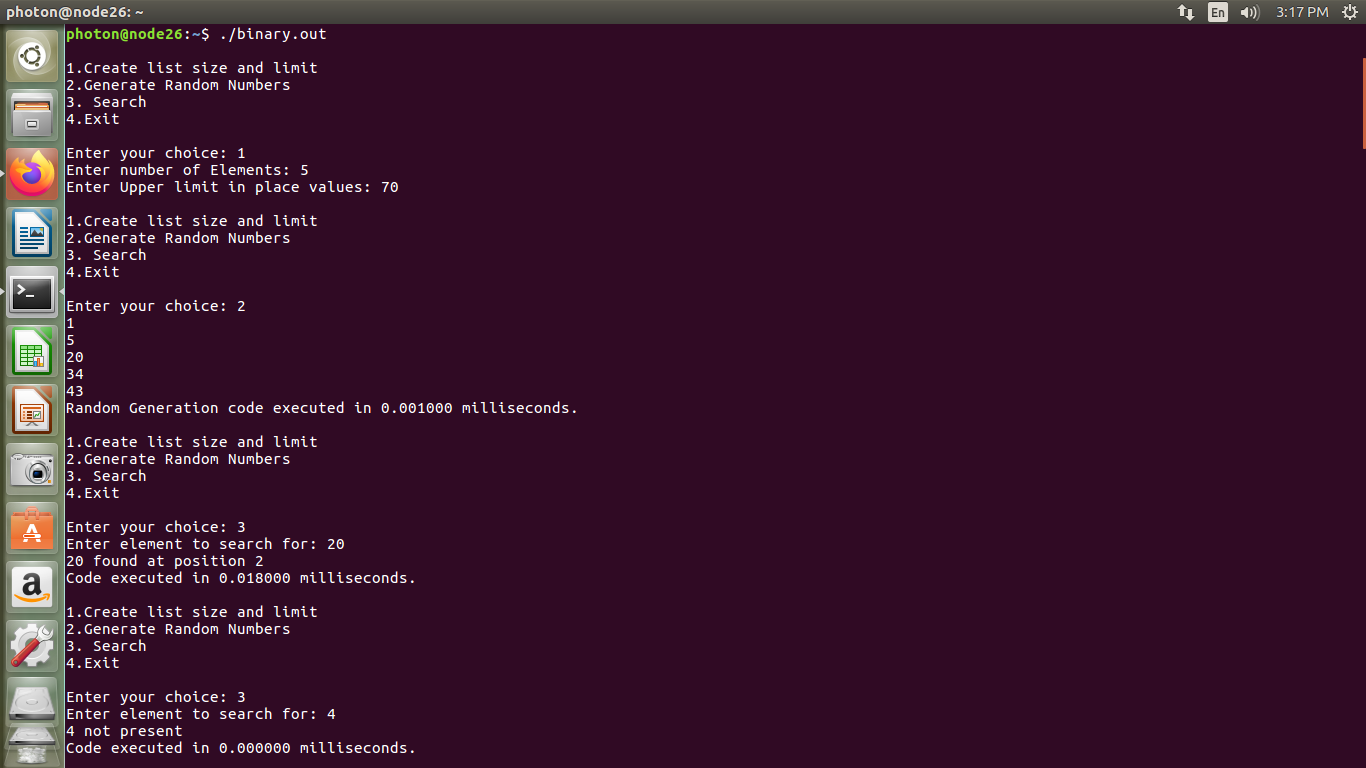 photon@node26: ~
En
3:17 PM
photon@node26:~$ ./binary.out
1.Create list size and limit
2.Generate Random Numbers
3. Search
4.Exit
Enter your choice: 1
Enter number of Elements: 5
Enter Upper limit in place values: 70
1.Create list size and limit
2.Generate Random Numbers
3. Search
4.Exit
Enter your choice: 2
1
5
20
34
43
Random Generation code executed in 0.001000 milliseconds.
1.Create list size and limit
2.Generate Random Numbers
3. Search
4.Exit
Enter your choice: 3
Enter element to search for: 20
20 found at position 2
Code executed in 0.018000 milliseconds.
1.Create list size and limit
2.Generate Random Numbers
3. Search
4.Exit
Enter your choice: 3
Enter element to search for: 4
4 not present
Code executed in 0.000000 milliseconds.